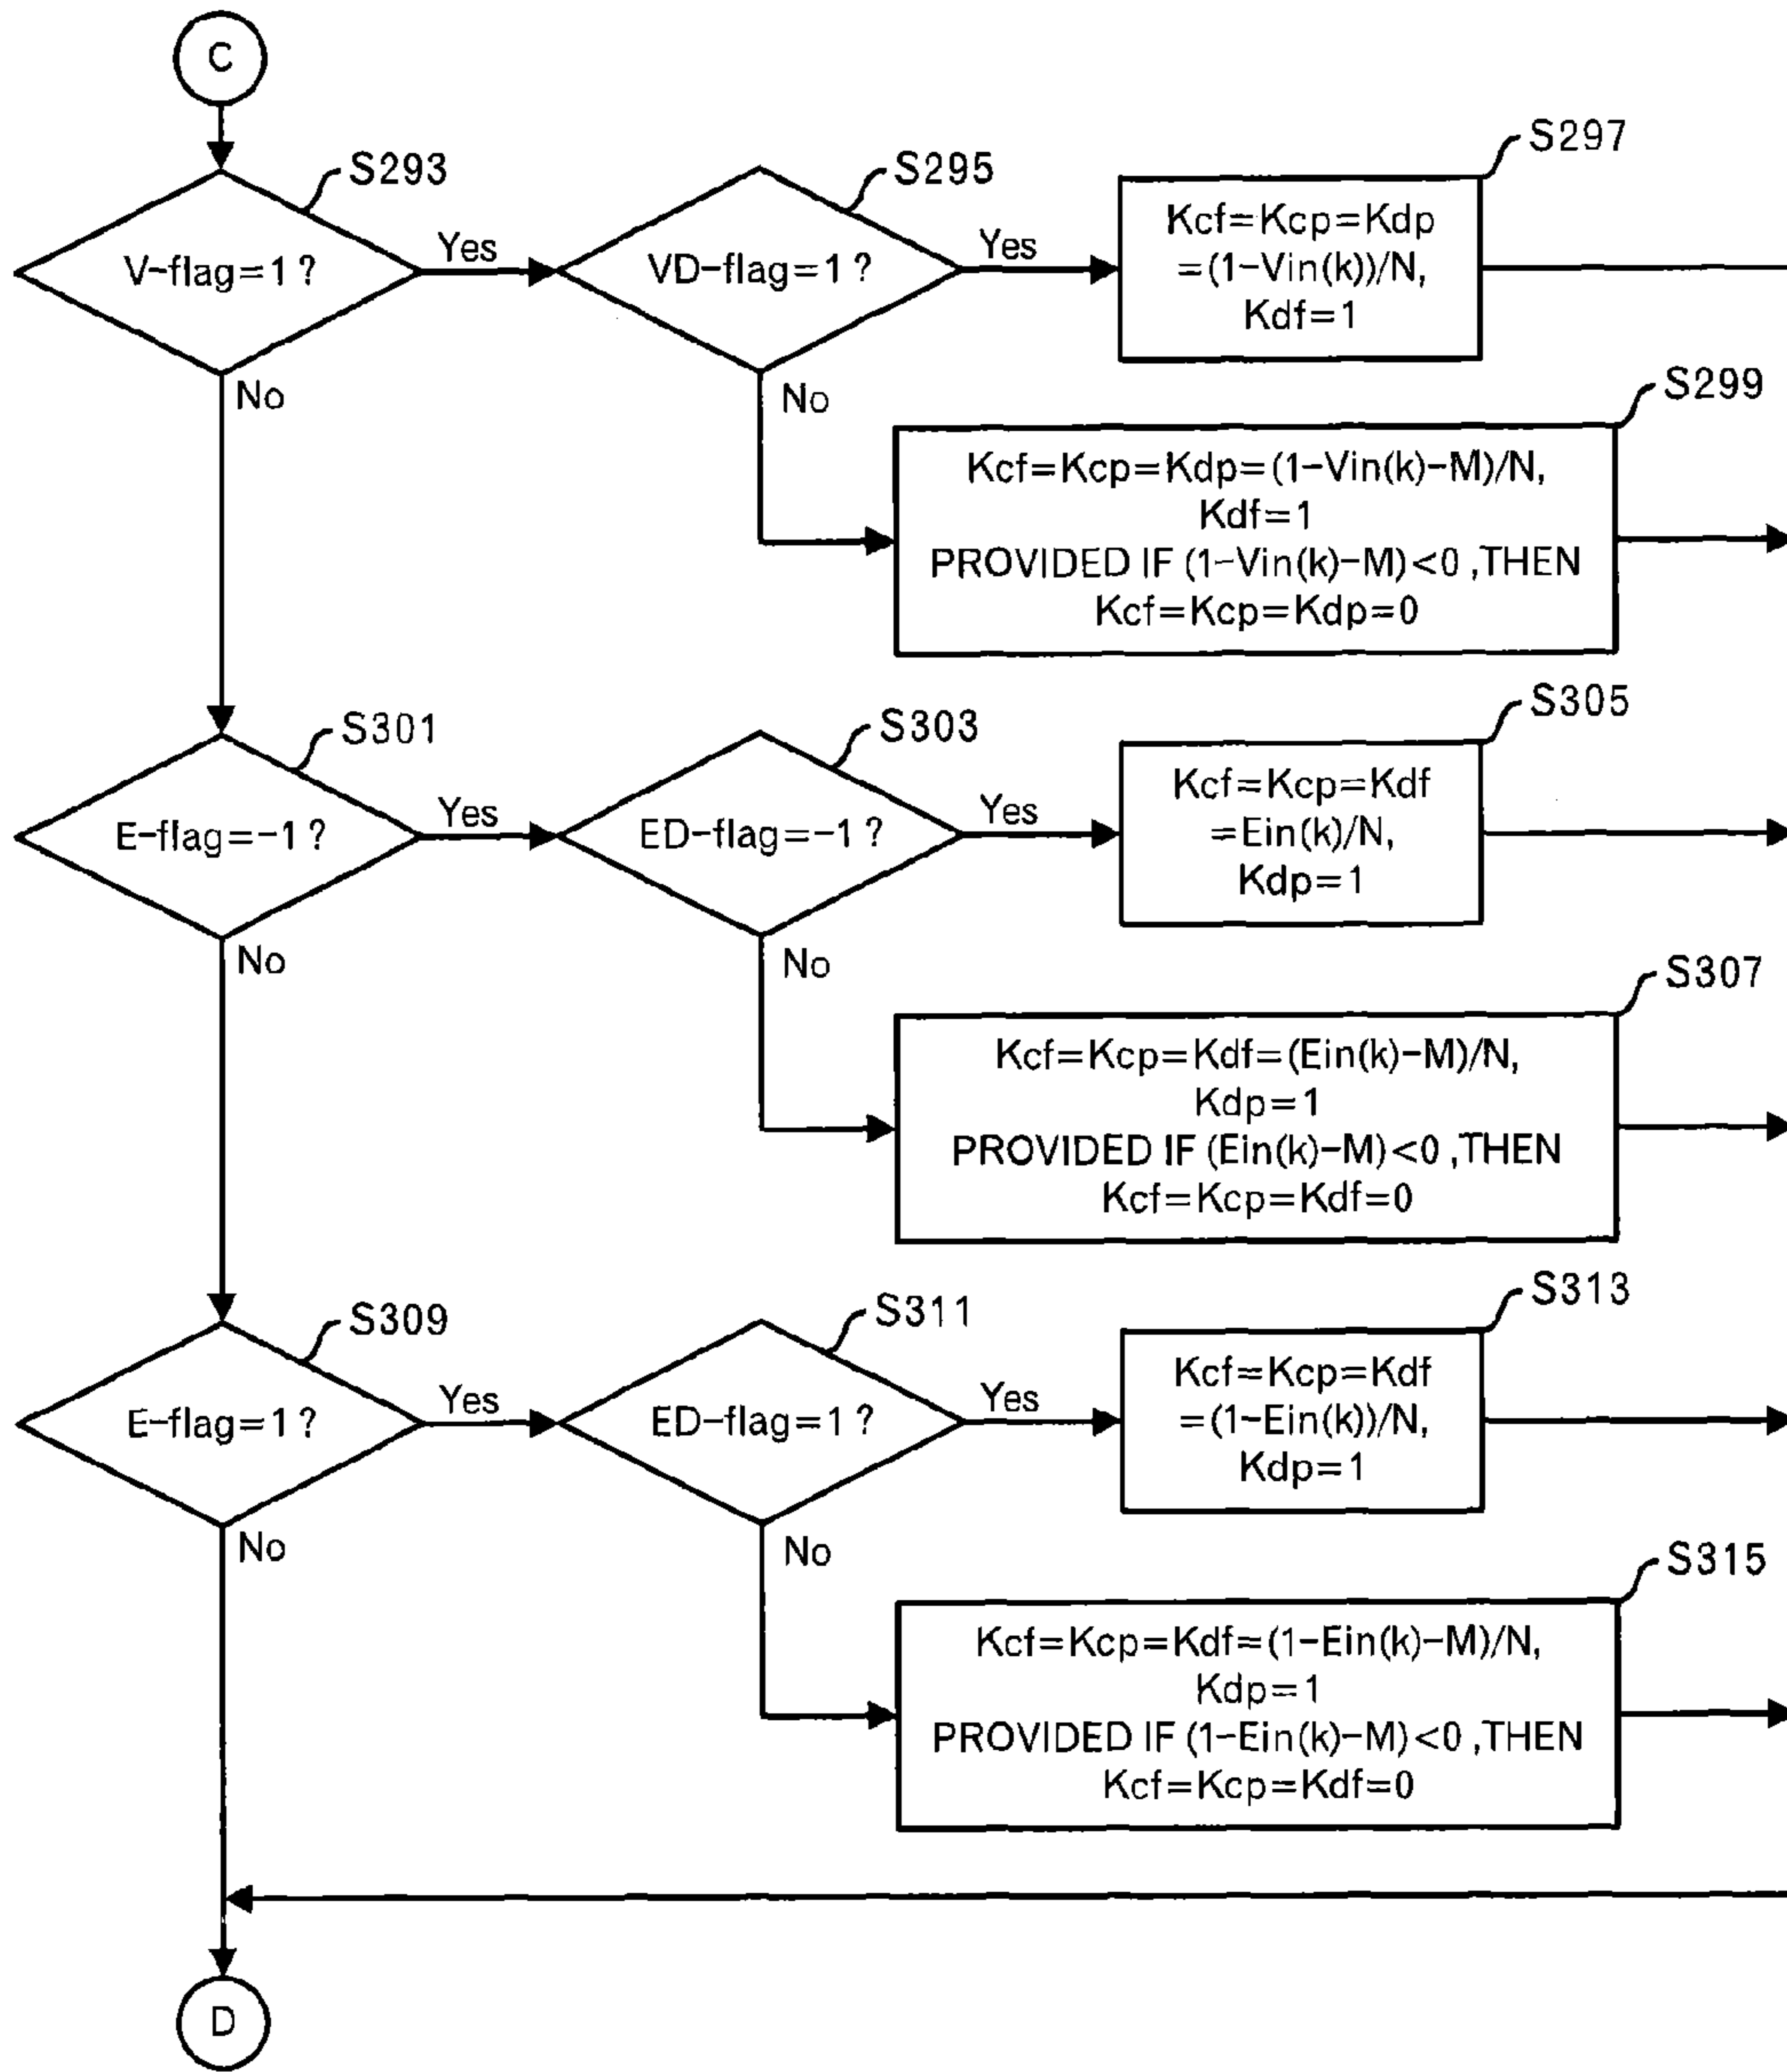 C
S293
V-flag=1?
Yes
No
S295
VD-flag=1?
Yes
No
S297
Kcf=Kcp=Kdp
=(1-Vin(k))/N,
Kdf=1
S299
Kcf=Kcp=Kdp=(1-Vin(k)-M)/N,
Kdf=1
PROVIDED IF (1-Vin(k)-M)<0 ,THEN
Kcf=Kcp=Kdp=0
S301
E-flag=-1?
Yes
No
S303
ED-flag=-1?
Yes
No
S305
Kcf=Kcp=Kdf
=Ein(k)/N,
Kdp=1
S307
Kcf=Kcp=Kdf=(Ein(k)-M)/N,
Kdp=1
PROVIDED IF (Ein(k)-M)<0 ,THEN
Kcf=Kcp=Kdf=0
S309
E-flag=1?
Yes
No
S311
ED-flag=1?
Yes
No
S313
Kcf=Kcp=Kdf
=(1-Ein(k))/N,
Kdp=1
S315
Kcf=Kcp=Kdf=(1-Ein(k)-M)/N,
Kdp=1
PROVIDED IF (1-Ein(k)-M)<0 ,THEN
Kcf=Kcp=Kdf=0
D